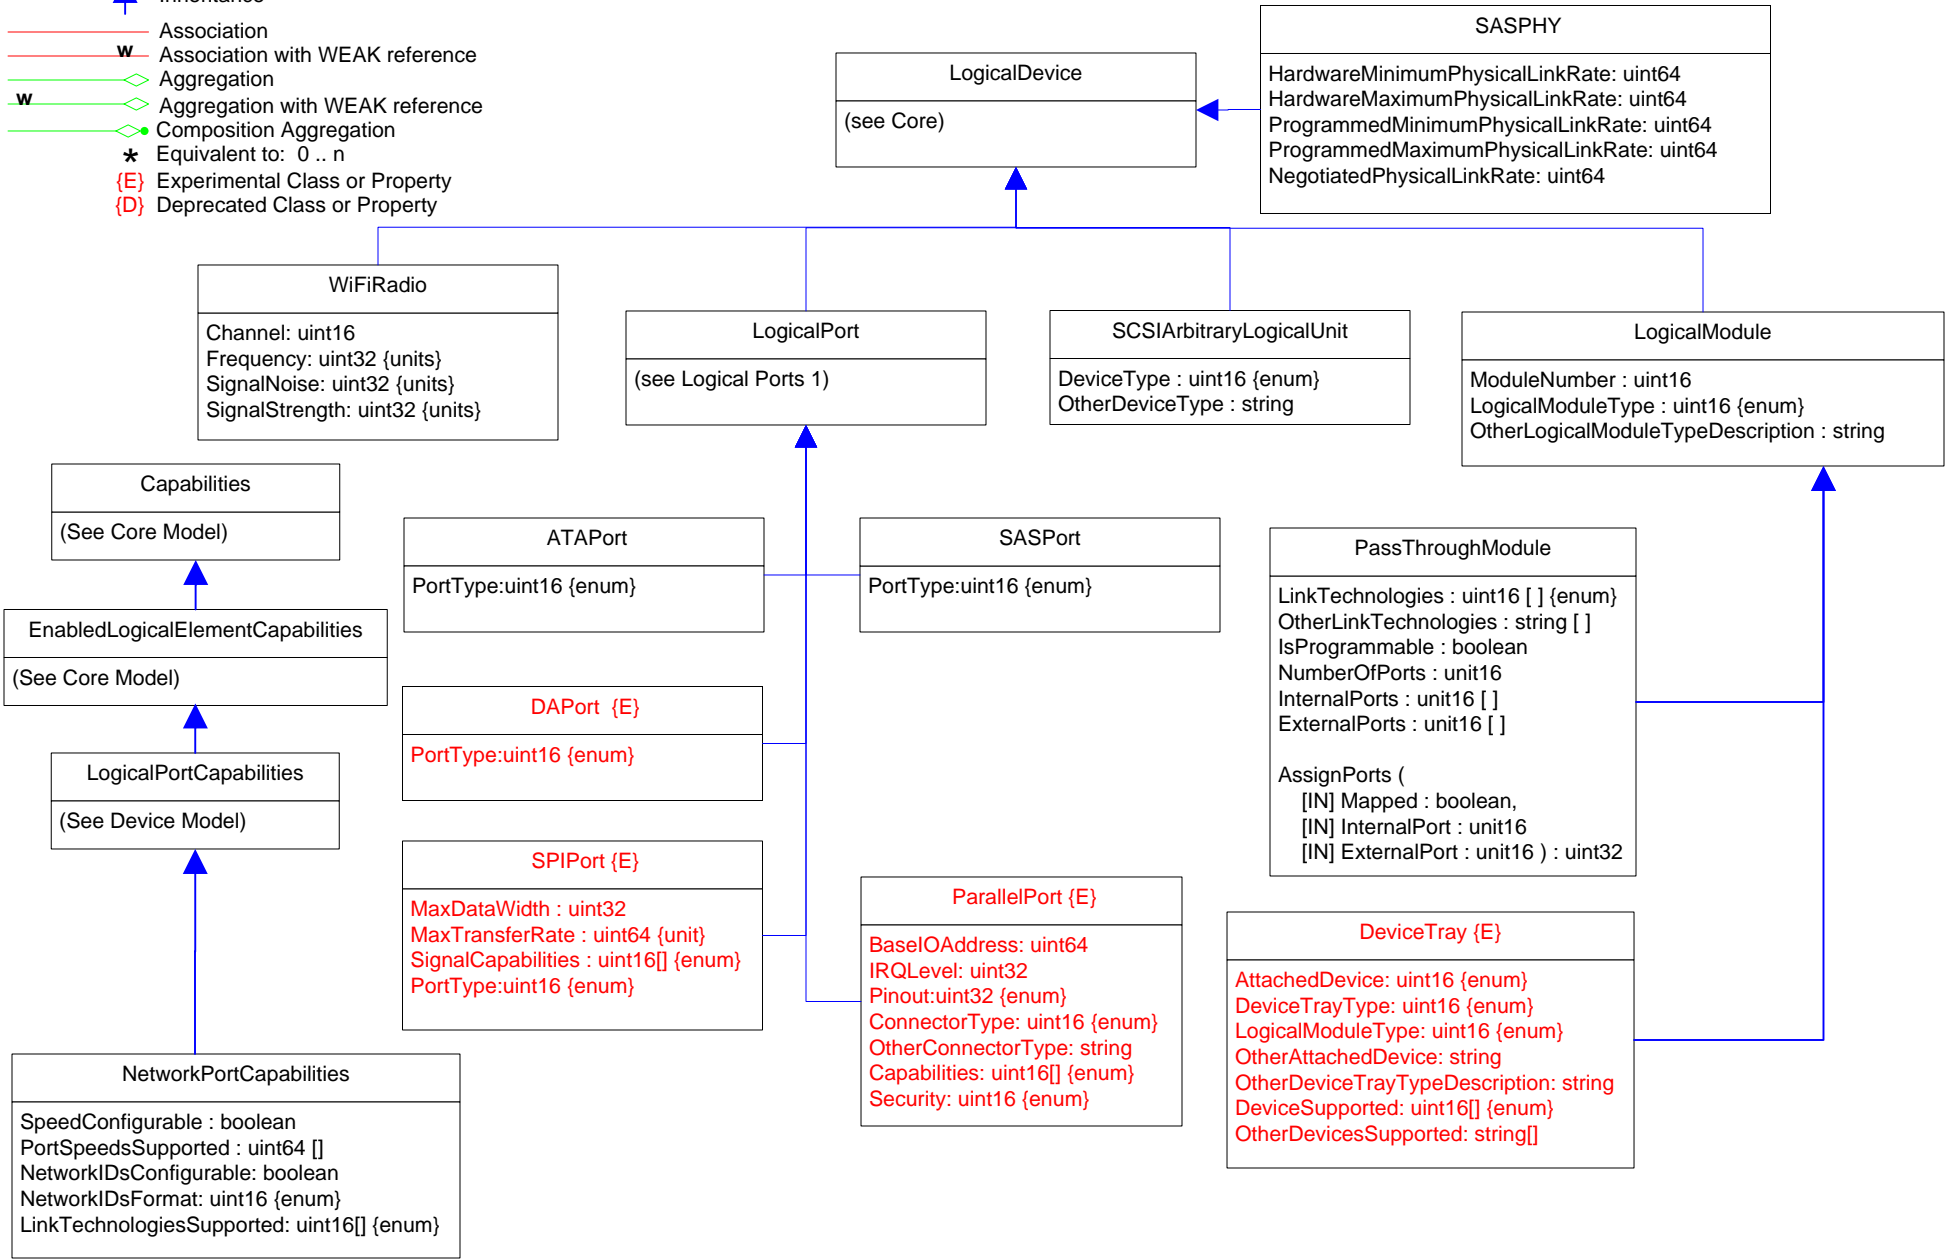 Inheritance
Association
w
Association with WEAK reference
Aggregation
w
Aggregation with WEAK reference
Composition Aggregation
* Equivalent to: 0 .. n
{E} Experimental Class or Property
{D} Deprecated Class or Property
LogicalDevice
(see Core)
SASPHY
HardwareMinimumPhysicalLinkRate: uint64
HardwareMaximumPhysicalLinkRate: uint64
ProgrammedMinimumPhysicalLinkRate: uint64
ProgrammedMaximumPhysicalLinkRate: uint64
NegotiatedPhysicalLinkRate: uint64
WiFiRadio
Channel: uint16
Frequency: uint32 {units}
SignalNoise: uint32 {units}
SignalStrength: uint32 {units}
LogicalPort
(see Logical Ports 1)
SCSIArbitraryLogicalUnit
DeviceType : uint16 {enum}
OtherDeviceType : string
LogicalModule
ModuleNumber : uint16
LogicalModuleType : uint16 {enum}
OtherLogicalModuleTypeDescription : string
Capabilities
(See Core Model)
EnabledLogicalElementCapabilities
(See Core Model)
LogicalPortCapabilities
(See Device Model)
NetworkPortCapabilities
SpeedConfigurable : boolean
PortSpeedsSupported : uint64 []
NetworkIDsConfigurable: boolean
NetworkIDsFormat: uint16 {enum}
LinkTechnologiesSupported: uint16[] {enum}
ATAPort
PortType:uint16 {enum}
SASPort
PortType:uint16 {enum}
DAPort {E}
PortType:uint16 {enum}
SPIPort {E}
MaxDataWidth : uint32
MaxTransferRate : uint64 {unit}
SignalCapabilities : uint16[] {enum}
PortType:uint16 {enum}
ParallelPort {E}
BaseIOAddress: uint64
IRQLevel: uint32
Pinout:uint32 {enum}
ConnectorType: uint16 {enum}
OtherConnectorType: string
Capabilities: uint16[] {enum}
Security: uint16 {enum}
PassThroughModule
LinkTechnologies : uint16 [ ] {enum}
OtherLinkTechnologies : string [ ]
IsProgrammable : boolean
NumberOfPorts : unit16
InternalPorts : unit16 [ ]
ExternalPorts : unit16 [ ]
AssignPorts (
[IN] Mapped : boolean,
[IN] InternalPort : unit16
[IN] ExternalPort : unit16 ) : uint32
DeviceTray {E}
AttachedDevice: uint16 {enum}
DeviceTrayType: uint16 {enum}
LogicalModuleType: uint16 {enum}
OtherAttachedDevice: string
OtherDeviceTrayTypeDescription: string
DeviceSupported: uint16[] {enum}
OtherDevicesSupported: string[]